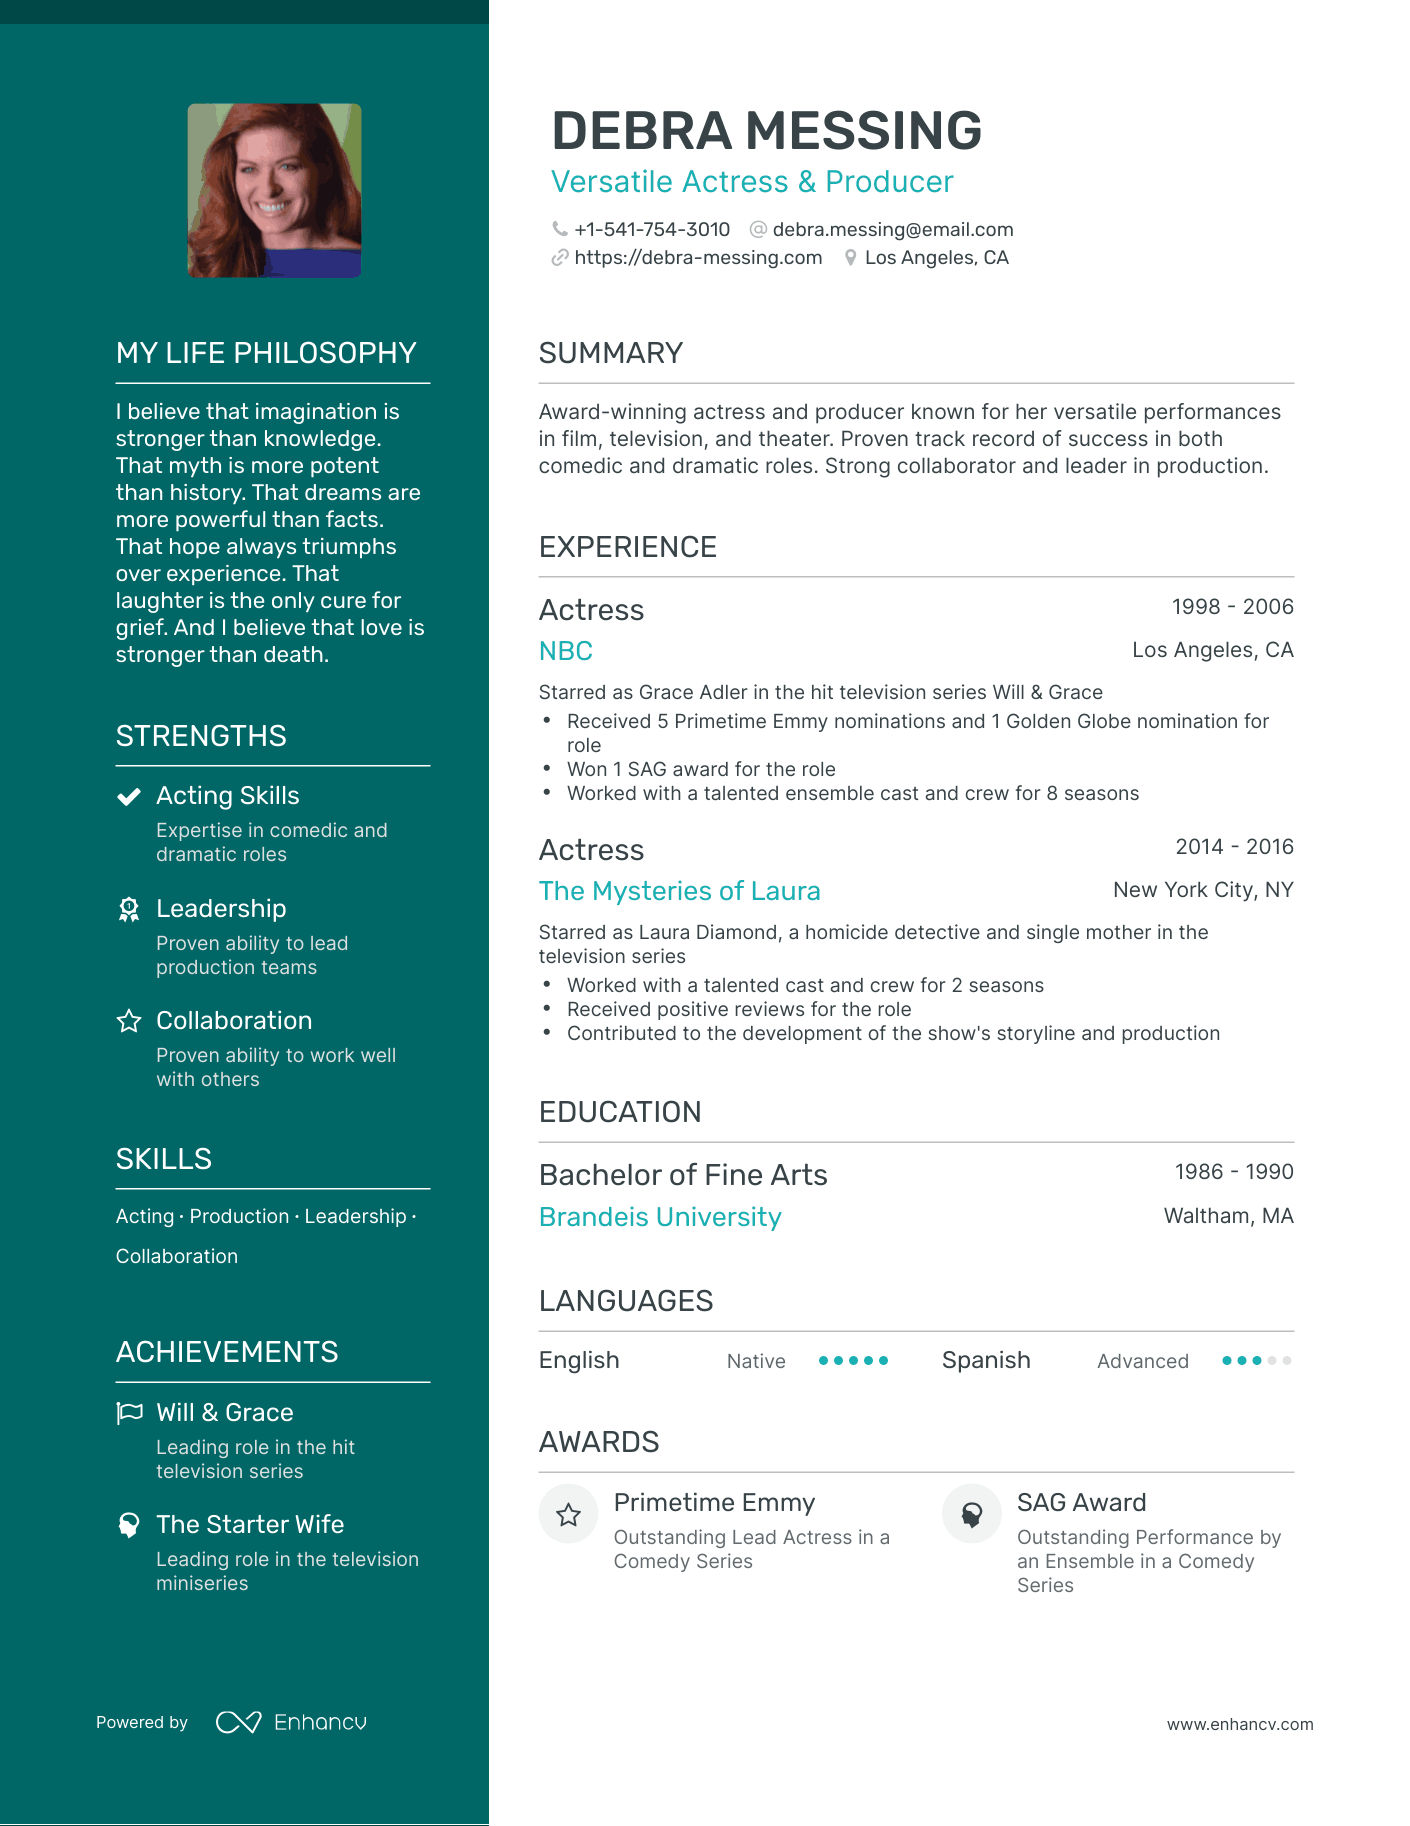 DEBRA MESSING
Versatile Actress & Producer
+1-541-754-3010 debra.messing@email.com
https://debra-messing.com Los Angeles, CA
MY LIFE PHILOSOPHY
I believe that imagination is
stronger than knowledge.
That myth is more potent
than history. That dreams are
more powerful than facts.
That hope always triumphs
over experience. That
laughter is the only cure for
grief. And I believe that love is
stronger than death.
STRENGTHS
Acting Skills
Expertise in comedic and
dramatic roles
Leadership
Proven ability to lead
production teams
Collaboration
Proven ability to work well
with others
SKILLS
Acting · Production · Leadership ·
Collaboration
ACHIEVEMENTS
Will & Grace
Leading role in the hit
television series
The Starter Wife
Leading role in the television
miniseries
SUMMARY
Award-winning actress and producer known for her versatile performances
in film, television, and theater. Proven track record of success in both
comedic and dramatic roles. Strong collaborator and leader in production.
EXPERIENCE
Actress 1998 - 2006
NBC Los Angeles, CA
Starred as Grace Adler in the hit television series Will & Grace
• Received 5 Primetime Emmy nominations and 1 Golden Globe nomination for
role
• Won 1 SAG award for the role
• Worked with a talented ensemble cast and crew for 8 seasons
Actress 2014 - 2016
The Mysteries of Laura New York City, NY
Starred as Laura Diamond, a homicide detective and single mother in the
television series
• Worked with a talented cast and crew for 2 seasons
• Received positive reviews for the role
• Contributed to the development of the show's storyline and production
EDUCATION
Bachelor of Fine Arts 1986 - 1990
Brandeis University Waltham, MA
LANGUAGES
English Native Spanish Advanced
AWARDS
Primetime Emmy
Outstanding Lead Actress in a
Comedy Series
SAG Award
Outstanding Performance by
an Ensemble in a Comedy
Series
Powered by Enhancv
www.enhancv.com